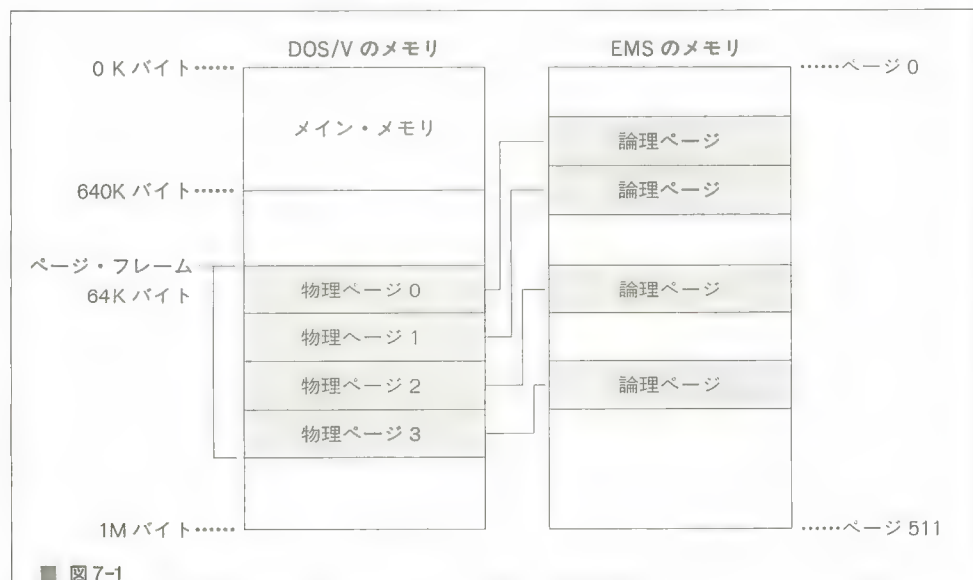 DOS/V のメモリ
EMS のメモリ
0 K バイト……
……ページ 0
メイン・メモリ
論理ページ
640K バイト……
論理ページ
ページ・フレーム
64K バイト
物理ページ 0
論理ページ
物理ページ 1
物理ページ 2
論理ページ
物理ページ 3
1M バイト……
……ページ 511
■ 図 7-1